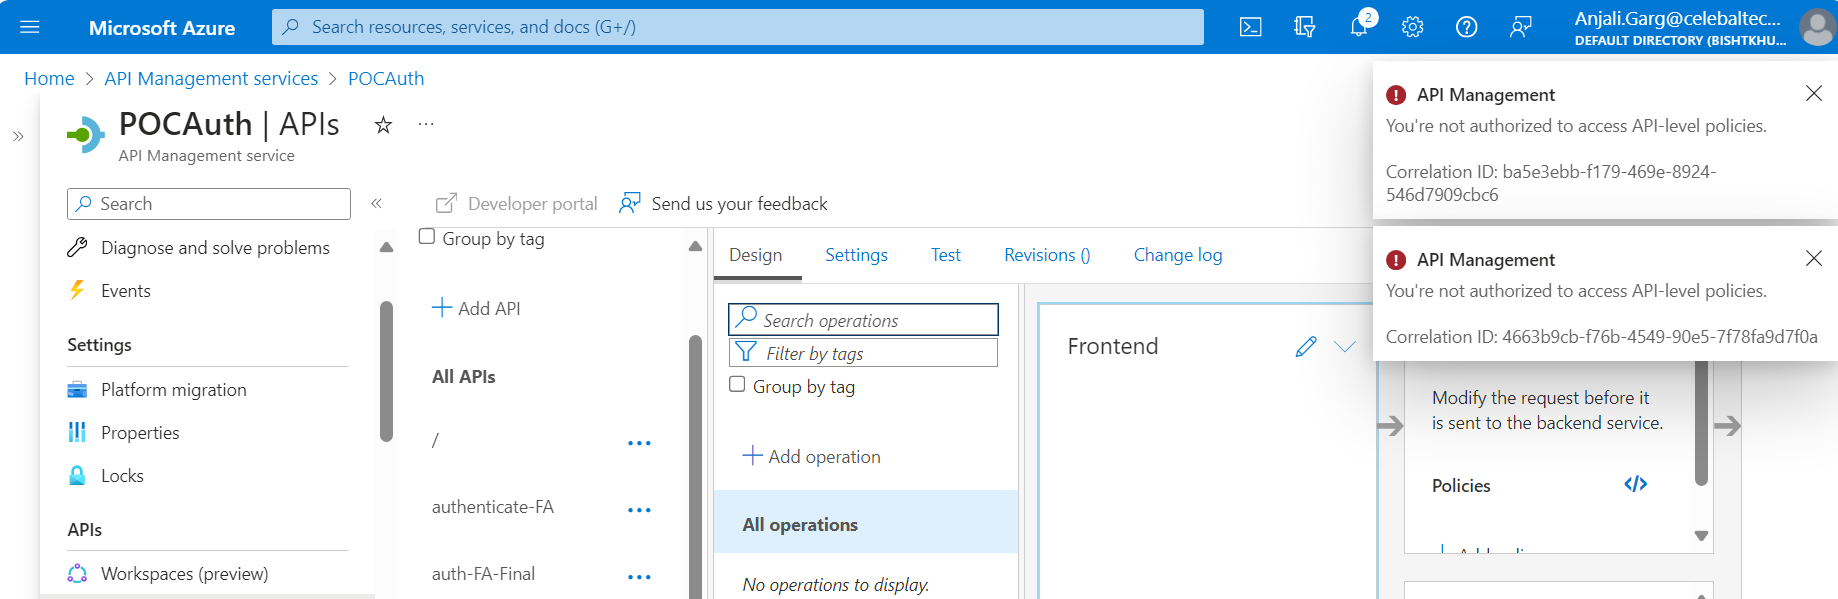 Microsoft Azure
Search resources, services, and docs (G+/)
2
Anjali.Garg@celebaltec...
DEFAULT DIRECTORY (BISHTKHU...
Home > API Management services > POCAuth
POCAuth | APIs
...
API Management service
Search
Diagnose and solve problems
Events
Settings
Platform migration
Properties
Locks
APIs
Workspaces (preview)
Developer portal
Send us your feedback
Group by tag
+ Add API
All APIs
/
authenticate-FA
auth-FA-Final
Design
Settings
Test
Revisions ()
Change log
Search operations
Filter by tags
Group by tag
+ Add operation
All operations
No operations to display.
Frontend
Modify the request before it
is sent to the backend service.
Policies
</>
API Management
You're not authorized to access API-level policies.
Correlation ID: ba5e3ebb-f179-469e-8924-
546d7909cbc6
API Management
You're not authorized to access API-level policies.
Correlation ID: 4663b9cb-f76b-4549-90e5-7f78fa9d7f0a